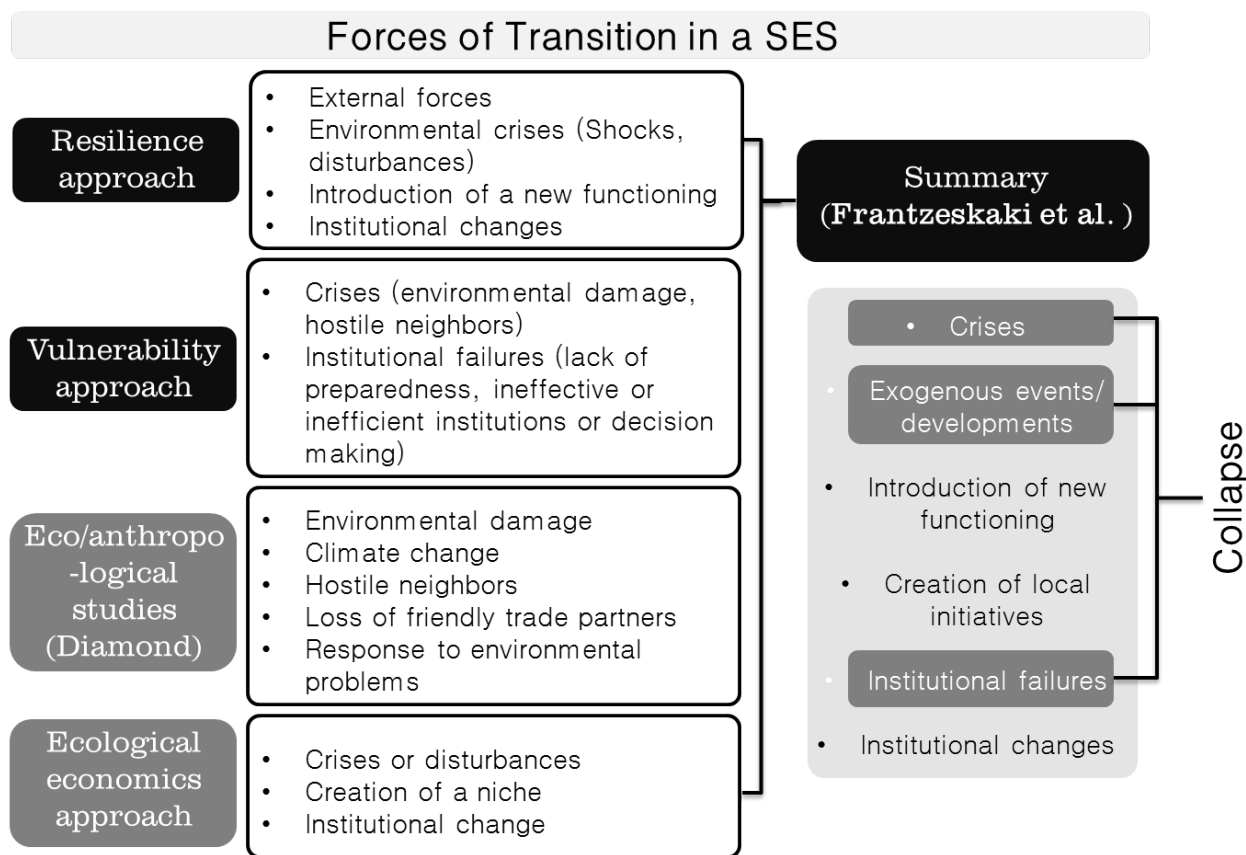 Forces of Transition in a SES
Resilience
approach
• External forces
• Environmental crises (Shocks,
disturbances)
• Introduction of a new functioning
• Institutional changes
Vulnerability
approach
• Crises (environmental damage,
hostile neighbors)
• Institutional failures (lack of
preparedness, ineffective or
inefficient institutions or decision
making)
Eco/anthropo
-logical
studies
(Diamond)
• Environmental damage
• Climate change
• Hostile neighbors
• Loss of friendly trade partners
• Response to environmental
problems
Ecological
economics
approach
• Crises or disturbances
• Creation of a niche
• Institutional change
Summary
(Frantzeskaki et al. )
• Crises
• Exogenous events/
developments
• Introduction of new
functioning
• Creation of local
initiatives
• Institutional failures
• Institutional changes
Collapse